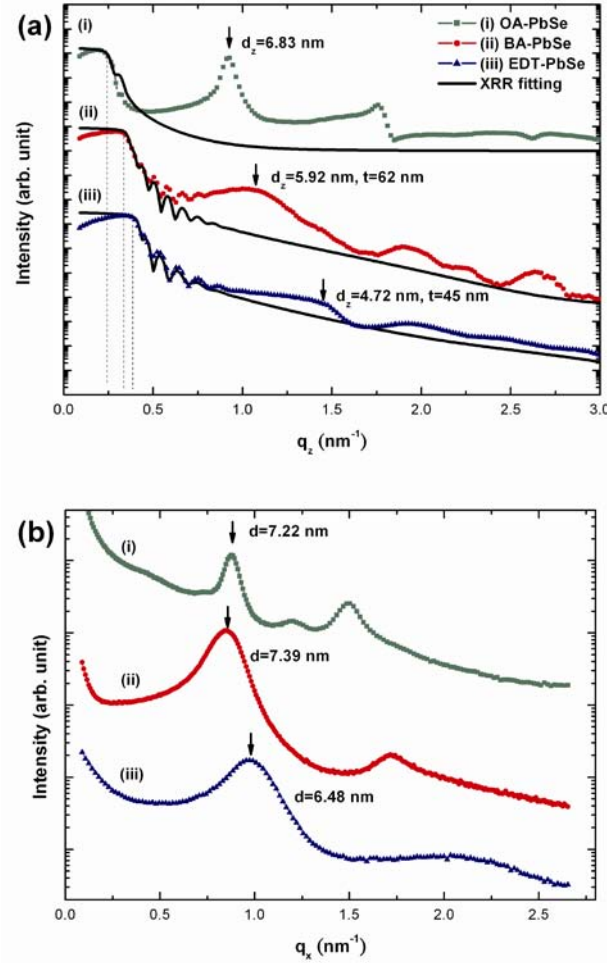 (a)
(i)
d_z=6.83 nm
(i) OA-PbSe
(ii) BA-PbSe
(iii) EDT-PbSe
XRR fitting
(ii)
d_z=5.92 nm, t=62 nm
(iii)
d_z=4.72 nm, t=45 nm
Intensity (arb. unit)
0.0 0.5 1.0 1.5 2.0 2.5 3.0
q_z (nm⁻¹)
(b)
(i)
d=7.22 nm
(ii)
d=7.39 nm
(iii)
d=6.48 nm
Intensity (arb. unit)
0.0 0.5 1.0 1.5 2.0 2.5
q_x (nm⁻¹)